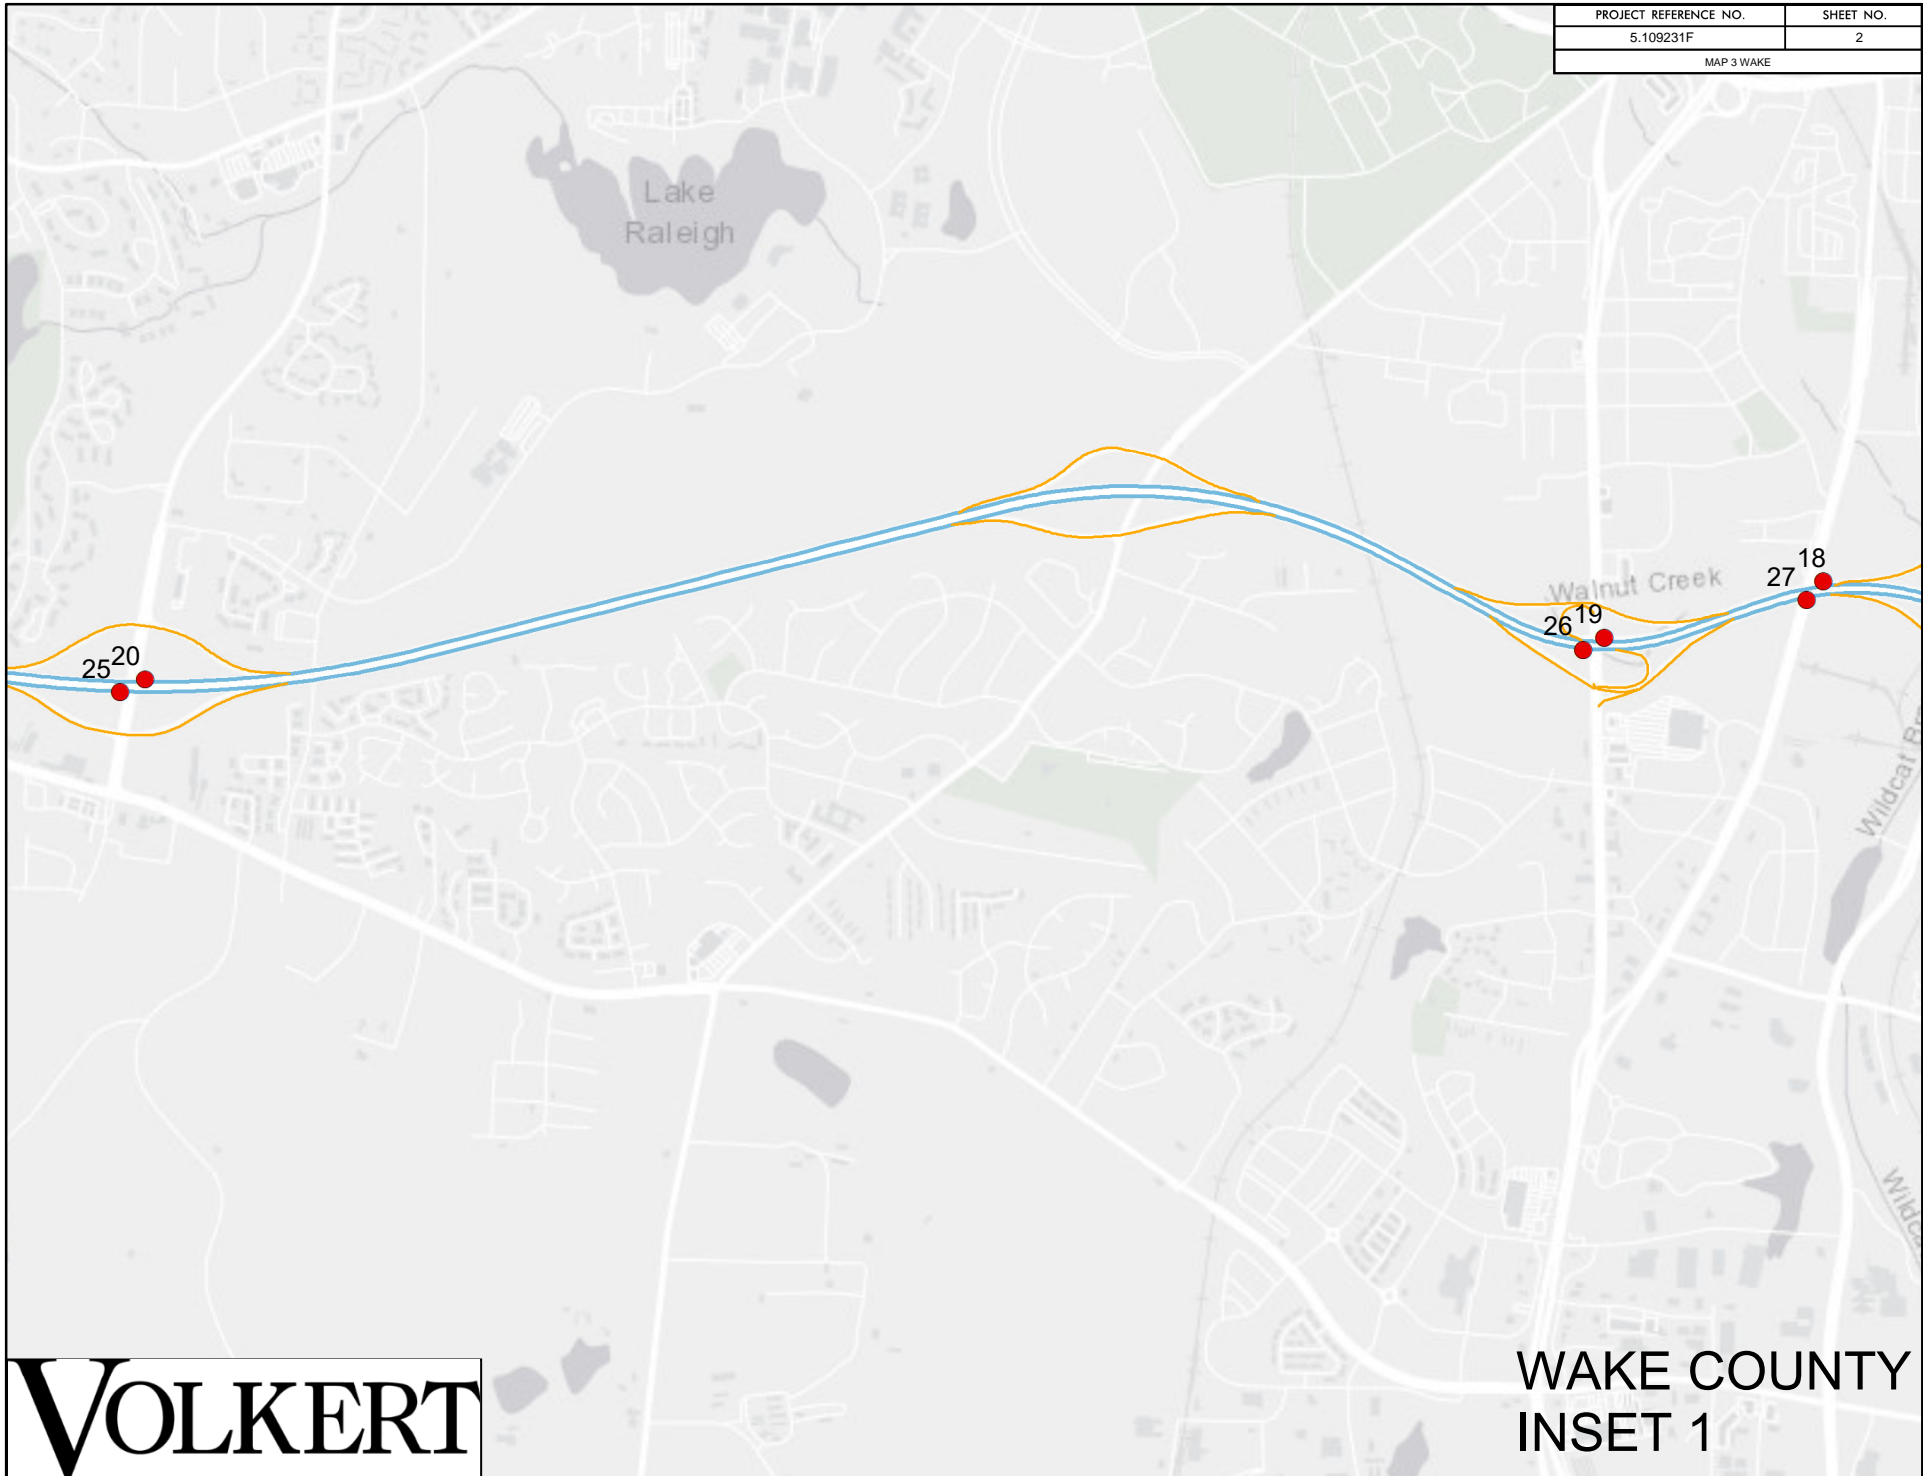 PROJECT REFERENCE NO. SHEET NO.
5.109231F 2
MAP 3 WAKE
Lake
Raleigh
Walnut Creek
18
27
19
26
20
25
Wildcat
VOLKERT
WAKE COUNTY
INSET 1